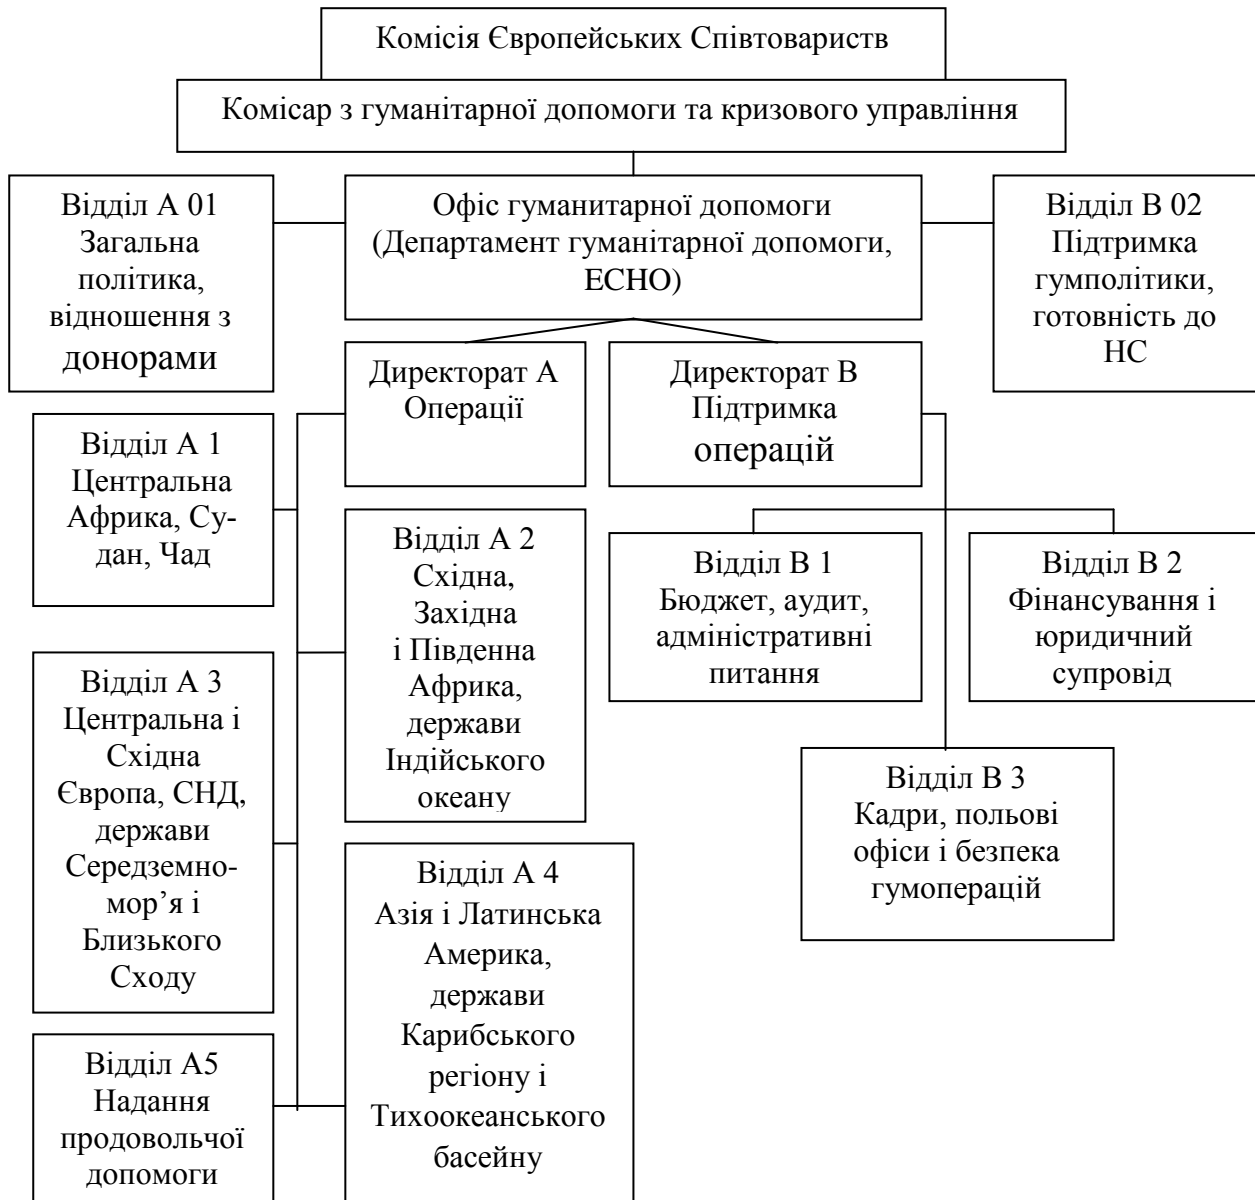 Комісія Європейських Співтовариств
Комісар з гуманітарної допомоги та кризового управління
Відділ А 01
Загальна
політика,
відношення з
донорами
Офіс гуманитарної допомоги
(Департамент гуманітарної допомоги,
ЕСНО)
Відділ В 02
Підтримка
гумполітики,
готовність до
НС
Директорат А
Операції
Директорат В
Підтримка
операцій
Відділ А 1
Центральна
Африка, Су-
дан, Чад
Відділ А 2
Східна,
Західна
і Південна
Африка,
держави
Індійського
океану
Відділ В 1
Бюджет, аудит,
адміністративні
питання
Відділ В 2
Фінансування і
юридичний
супровід
Відділ А 3
Центральна і
Східна
Європа, СНД,
держави
Середземно-
мор’я і
Близького
Сходу
Відділ В 3
Кадри, польові
офіси і безпека
гумоперацій
Відділ А 4
Азія і Латинська
Америка,
держави
Карибського
регіону і
Тихоокеанського
басейну
Відділ А5
Надання
продовольчої
допомоги